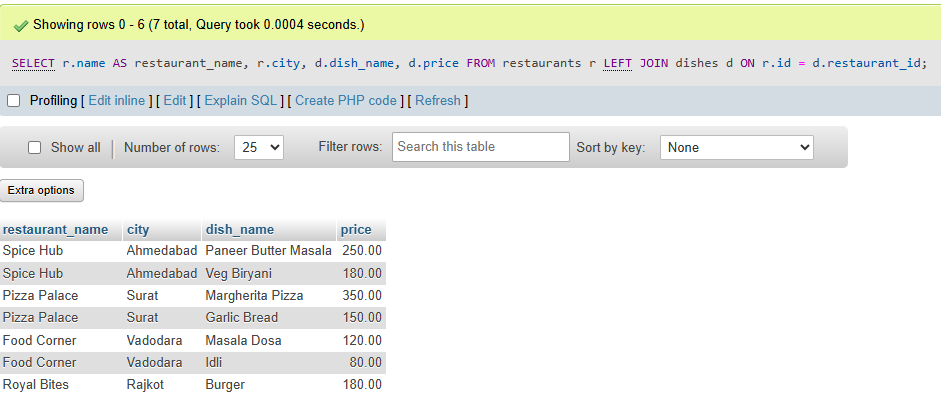 Showing rows 0 - 6 (7 total, Query took 0.0004 seconds.)
SELECT r.name AS restaurant_name, r.city, d.dish_name, d.price FROM restaurants r LEFT JOIN dishes d ON r.id = d.restaurant_id;
Profiling [ Edit inline ] [ Edit ] [ Explain SQL ] [ Create PHP code ] [ Refresh ]
Show all | Number of rows: 25 Filter rows: Search this table Sort by key: None
Extra options
restaurant_name city dish_name price
Spice Hub Ahmedabad Paneer Butter Masala 250.00
Spice Hub Ahmedabad Veg Biryani 180.00
Pizza Palace Surat Margherita Pizza 350.00
Pizza Palace Surat Garlic Bread 150.00
Food Corner Vadodara Masala Dosa 120.00
Food Corner Vadodara Idli 80.00
Royal Bites Rajkot Burger 180.00